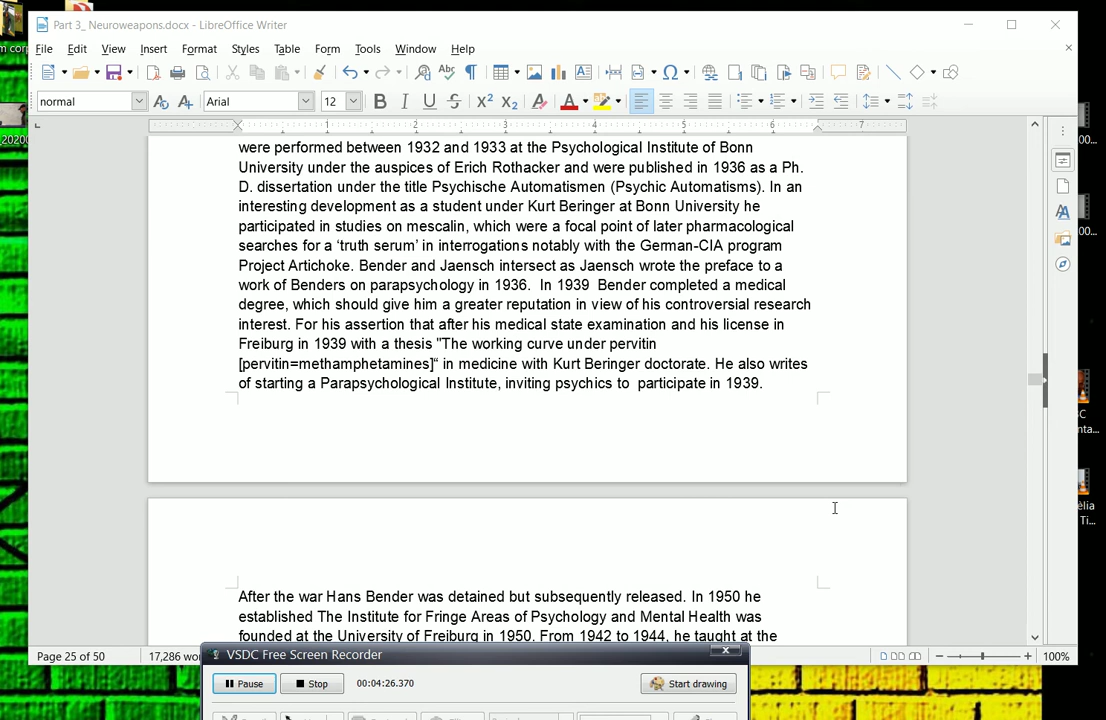 Part 3_ Neuroweapons.docx - LibreOffice Writer
File Edit View Insert Format Styles Table Form Tools Window Help
normal Arial 12
1 2 3 4 5 6 7
were performed between 1932 and 1933 at the Psychological Institute of Bonn
University under the auspices of Erich Rothacker and were published in 1936 as a Ph.
D. dissertation under the title Psychische Automatismen (Psychic Automatisms). In an
interesting development as a student under Kurt Beringer at Bonn University he
participated in studies on mescalin, which were a focal point of later pharmacological
searches for a ‘truth serum’ in interrogations notably with the German-CIA program
Project Artichoke. Bender and Jaensch intersect as Jaensch wrote the preface to a
work of Benders on parapsychology in 1936.  In 1939  Bender completed a medical
degree, which should give him a greater reputation in view of his controversial research
interest. For his assertion that after his medical state examination and his license in
Freiburg in 1939 with a thesis "The working curve under pervitin
[pervitin=methamphetamines]“ in medicine with Kurt Beringer doctorate. He also writes
of starting a Parapsychological Institute, inviting psychics to  participate in 1939.
After the war Hans Bender was detained but subsequently released. In 1950 he
established The Institute for Fringe Areas of Psychology and Mental Health was
founded at the University of Freiburg in 1950. From 1942 to 1944, he taught at the
Page 25 of 50 17,286 wo 100%
VSDC Free Screen Recorder
Pause Stop 00:04:26.370 Start drawing